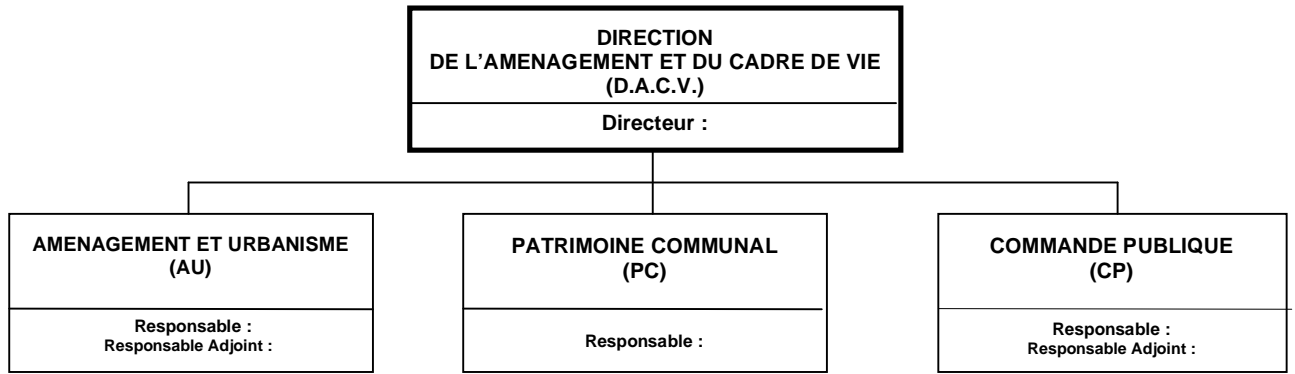 DIRECTION
DE L'AMENAGEMENT ET DU CADRE DE VIE
(D.A.C.V.)
Directeur :
AMENAGEMENT ET URBANISME
(AU)
Responsable :
Responsable Adjoint :
PATRIMOINE COMMUNAL
(PC)
Responsable :
COMMANDE PUBLIQUE
(CP)
Responsable :
Responsable Adjoint :